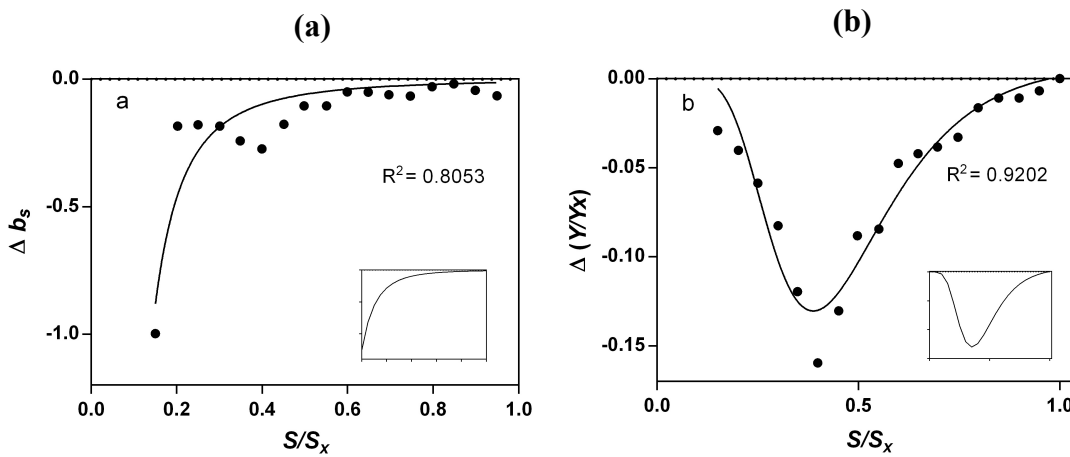 (a)
(b)
a
0.0
-0.5
-1.0
Δ bs
R² = 0.8053
0.0 0.2 0.4 0.6 0.8 1.0
S/Sx
b
0.00
-0.05
-0.10
-0.15
Δ (Y/Yx)
R² = 0.9202
0.0 0.5 1.0
S/Sx